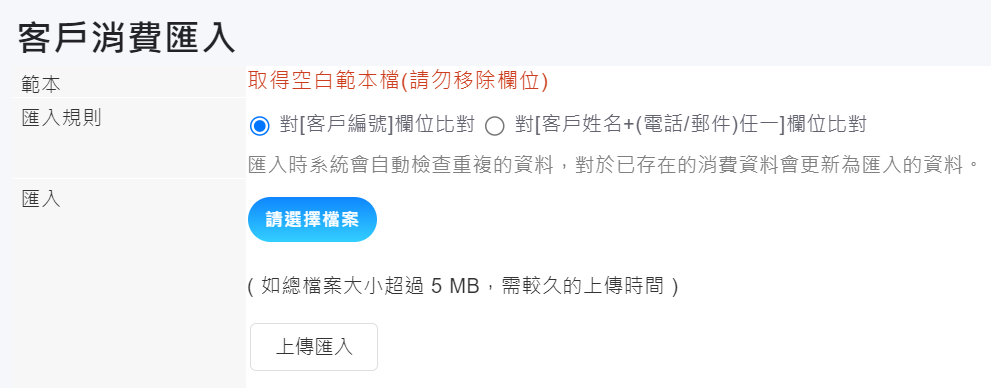 客戶消費匯入
範本
取得空白範本檔(請勿移除欄位)
匯入規則
對[客戶編號]欄位比對 對[客戶姓名+(電話/郵件)任一]欄位比對
匯入時系統會自動檢查重複的資料，對於已存在的消費資料會更新為匯入的資料。
匯入
請選擇檔案
( 如總檔案大小超過 5 MB，需較久的上傳時間 )
上傳匯入